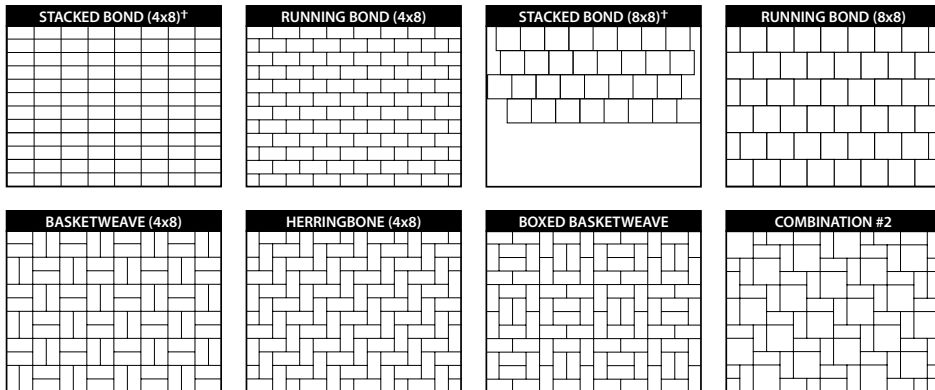 STACKED BOND (4x8)†
RUNNING BOND (4x8)
STACKED BOND (8x8)†
RUNNING BOND (8x8)
BASKETWEAVE (4x8)
HERRINGBONE (4x8)
BOXED BASKETWEAVE
COMBINATION #2